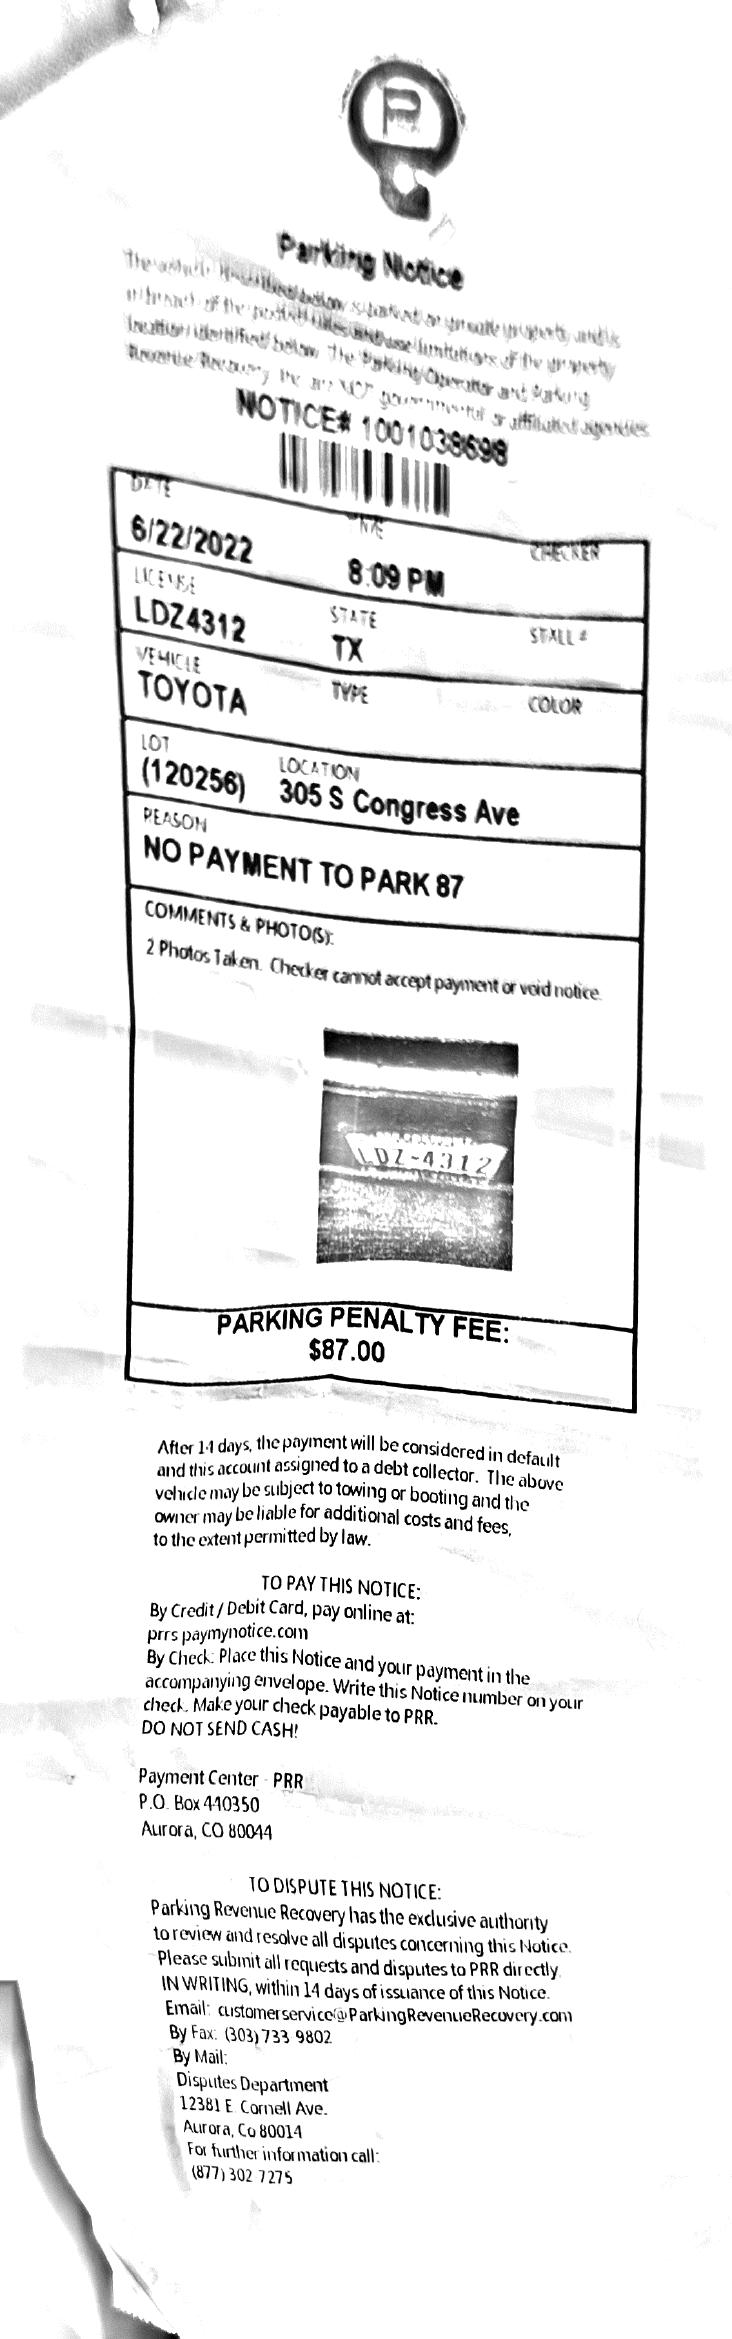 P
Parking Notice
The vehicle described below is parked on private property and is
in breach of the posted rules and use limitations of the property
location identified below. The Parking Operator and Parking
Revenue Recovery, Inc are NOT governmental or affiliated agencies.
NOTICE# 1001038698
DATE TIME CHECKER
6/22/2022 8:09 PM
LICENSE STATE STALL #
LDZ4312 TX
VEHICLE TYPE COLOR
TOYOTA
LOT LOCATION
(120256) 305 S Congress Ave
REASON
NO PAYMENT TO PARK 87
COMMENTS & PHOTO(S):
2 Photos Taken. Checker cannot accept payment or void notice.
LDZ-4312
PARKING PENALTY FEE:
$87.00
After 14 days, the payment will be considered in default
and this account assigned to a debt collector. The above
vehicle may be subject to towing or booting and the
owner may be liable for additional costs and fees,
to the extent permitted by law.
TO PAY THIS NOTICE:
By Credit / Debit Card, pay online at:
prrs.paymynotice.com
By Check: Place this Notice and your payment in the
accompanying envelope. Write this Notice number on your
check. Make your check payable to PRR.
DO NOT SEND CASH!
Payment Center - PRR
P.O. Box 440350
Aurora, CO 80044
TO DISPUTE THIS NOTICE:
Parking Revenue Recovery has the exclusive authority
to review and resolve all disputes concerning this Notice.
Please submit all requests and disputes to PRR directly
IN WRITING, within 14 days of issuance of this Notice.
Email: customerservice@ParkingRevenueRecovery.com
By Fax: (303) 733-9802
By Mail:
Disputes Department
12381 E. Cornell Ave.
Aurora, Co 80014
For further information call:
(877) 302-7275